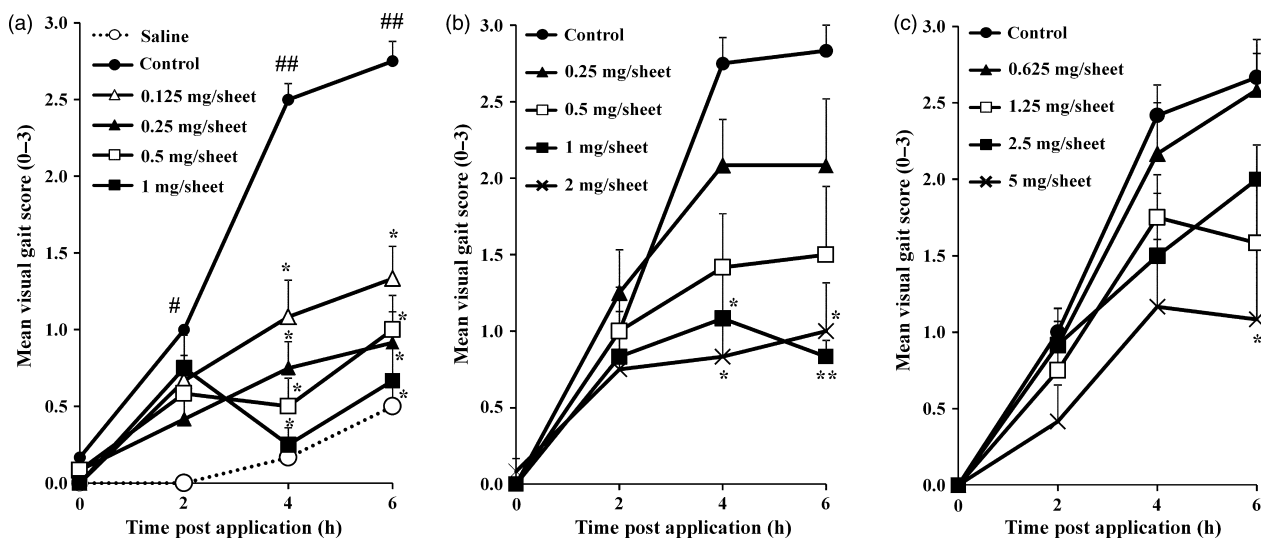 (a)
Mean visual gait score (0–3)
3.0
2.5
2.0
1.5
1.0
0.5
0.0
Saline
Control
0.125 mg/sheet
0.25 mg/sheet
0.5 mg/sheet
1 mg/sheet
#
##
##
*
*
*
*
*
*
*
*
0
2
4
6
Time post application (h)
(b)
Mean visual gait score (0–3)
3.0
2.5
2.0
1.5
1.0
0.5
0.0
Control
0.25 mg/sheet
0.5 mg/sheet
1 mg/sheet
2 mg/sheet
*
*
*
**
0
2
4
6
Time post application (h)
(c)
Mean visual gait score (0–3)
3.0
2.5
2.0
1.5
1.0
0.5
0.0
Control
0.625 mg/sheet
1.25 mg/sheet
2.5 mg/sheet
5 mg/sheet
*
0
2
4
6
Time post application (h)